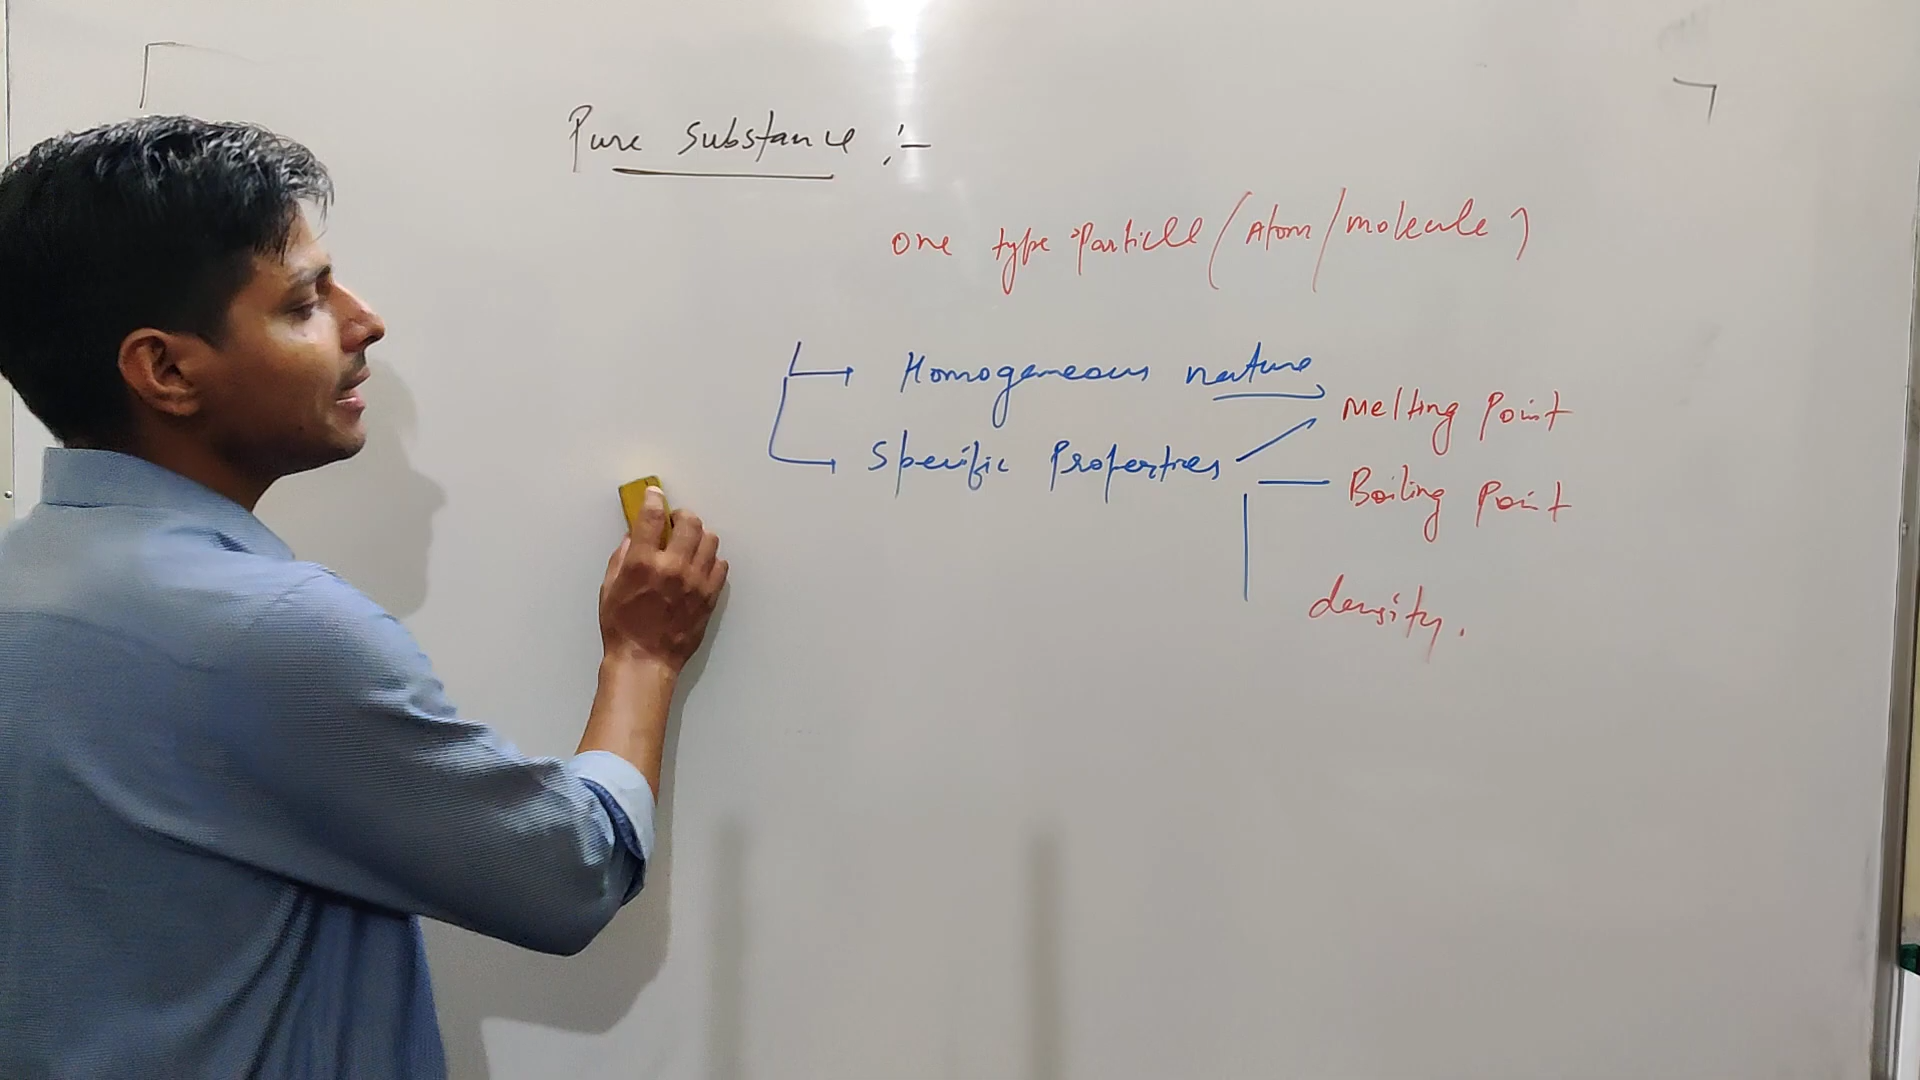 Pure Substance :-
one type Particle (Atom/molecule)
Homogeneous nature
Melting Point
Specific Properties
Boiling Point
density.